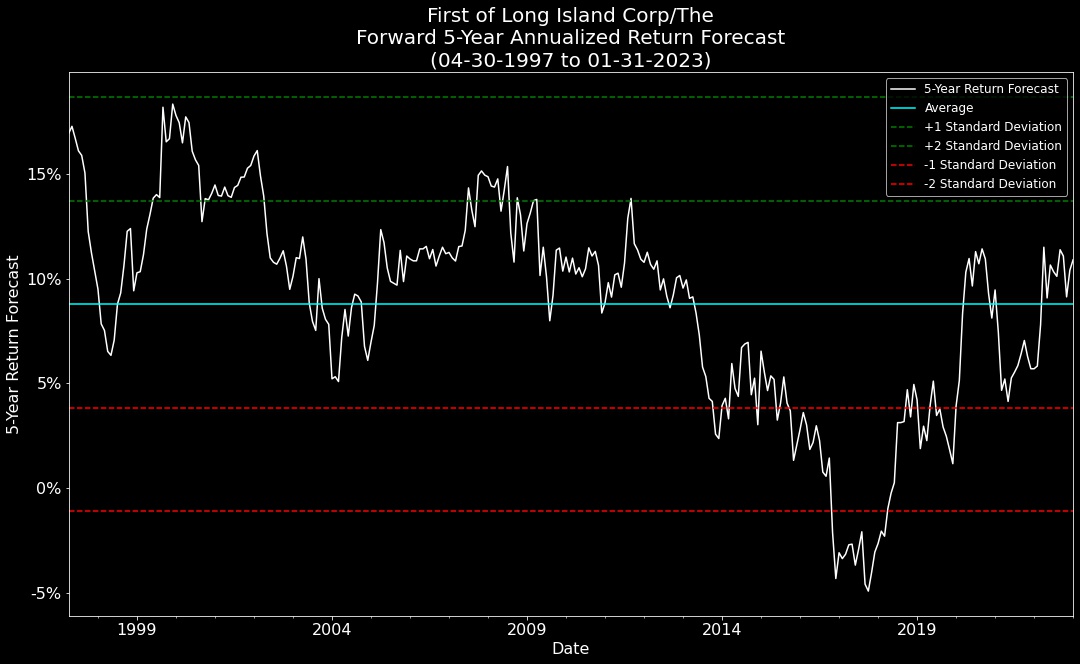 First of Long Island Corp/The
Forward 5-Year Annualized Return Forecast
(04-30-1997 to 01-31-2023)
5-Year Return Forecast
Average
+1 Standard Deviation
+2 Standard Deviation
-1 Standard Deviation
-2 Standard Deviation
5-Year Return Forecast
15%
10%
5%
0%
-5%
1999
2004
2009
2014
2019
Date